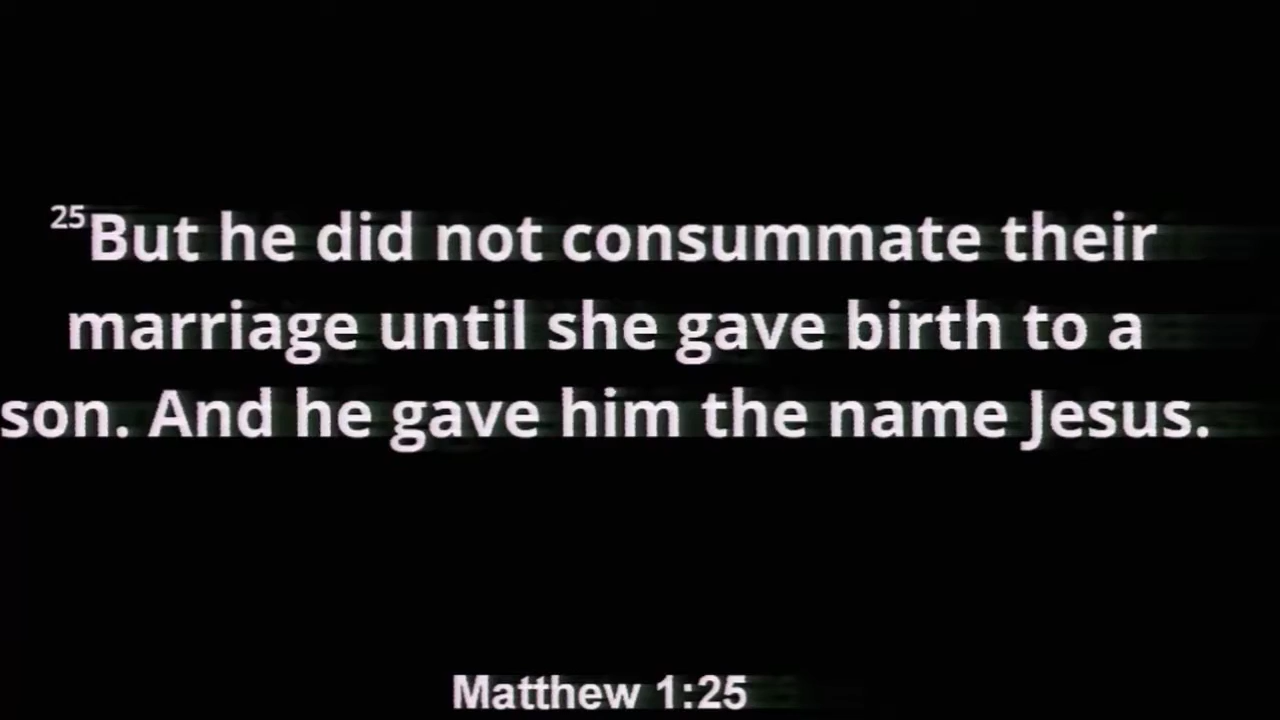 25But he did not consummate their
marriage until she gave birth to a
son. And he gave him the name Jesus.
Matthew 1:25